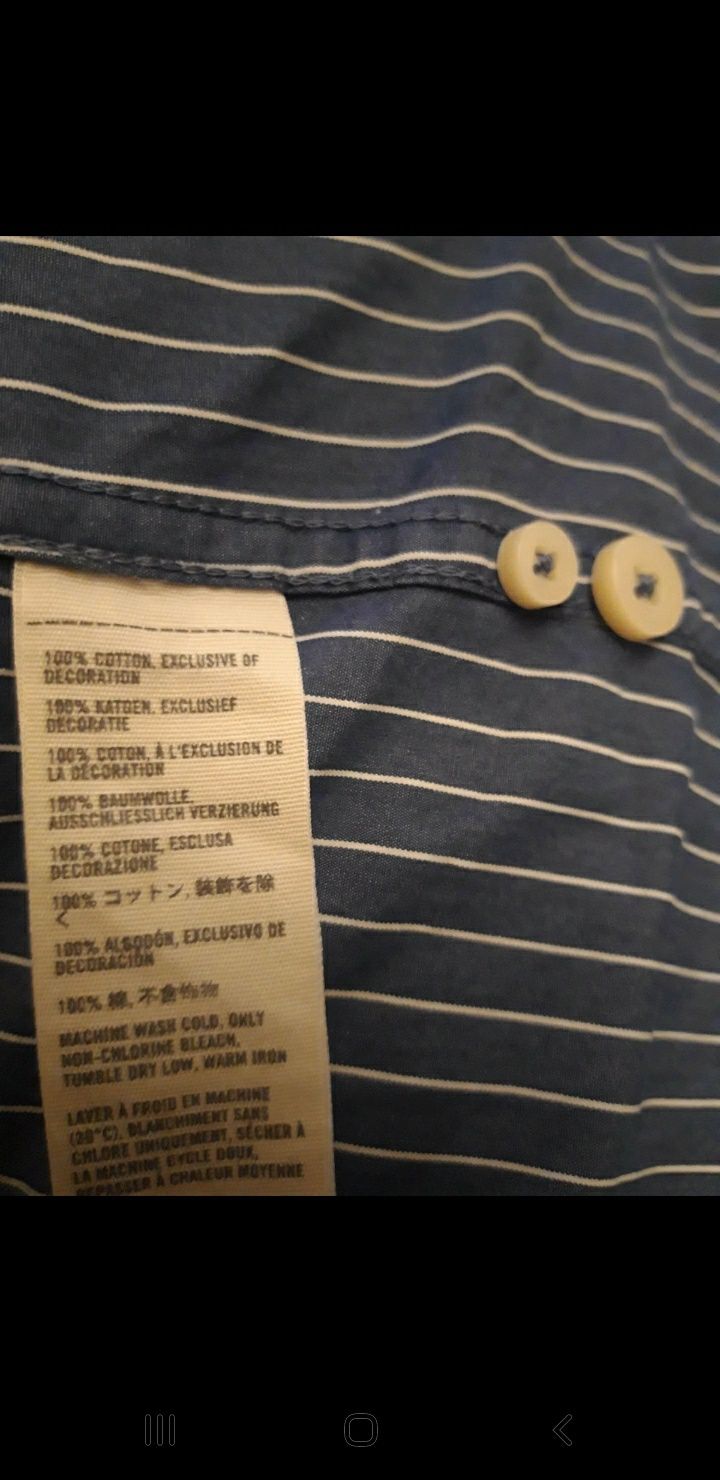 100% COTTON, EXCLUSIVE OF
DECORATION
100% KATOEN, EXCLUSIEF
DECORATIE
100% COTON, À L'EXCLUSION DE
LA DÉCORATION
100% BAUMWOLLE,
AUSSCHLIESSLICH VERZIERUNG
100% COTONE, ESCLUSA
DECORAZIONE
100% コットン, 装飾を除
く
100% ALGODÓN, EXCLUSIVO DE
DECORACIÓN
100% 綿, 不含饰物
MACHINE WASH COLD, ONLY
NON-CHLORINE BLEACH,
TUMBLE DRY LOW, WARM IRON
LAVER À FROID EN MACHINE
(30°C), BLANCHIMENT SANS
CHLORE UNIQUEMENT, SÉCHER À
LA MACHINE CYCLE DOUX,
REPASSER À CHALEUR MOYENNE